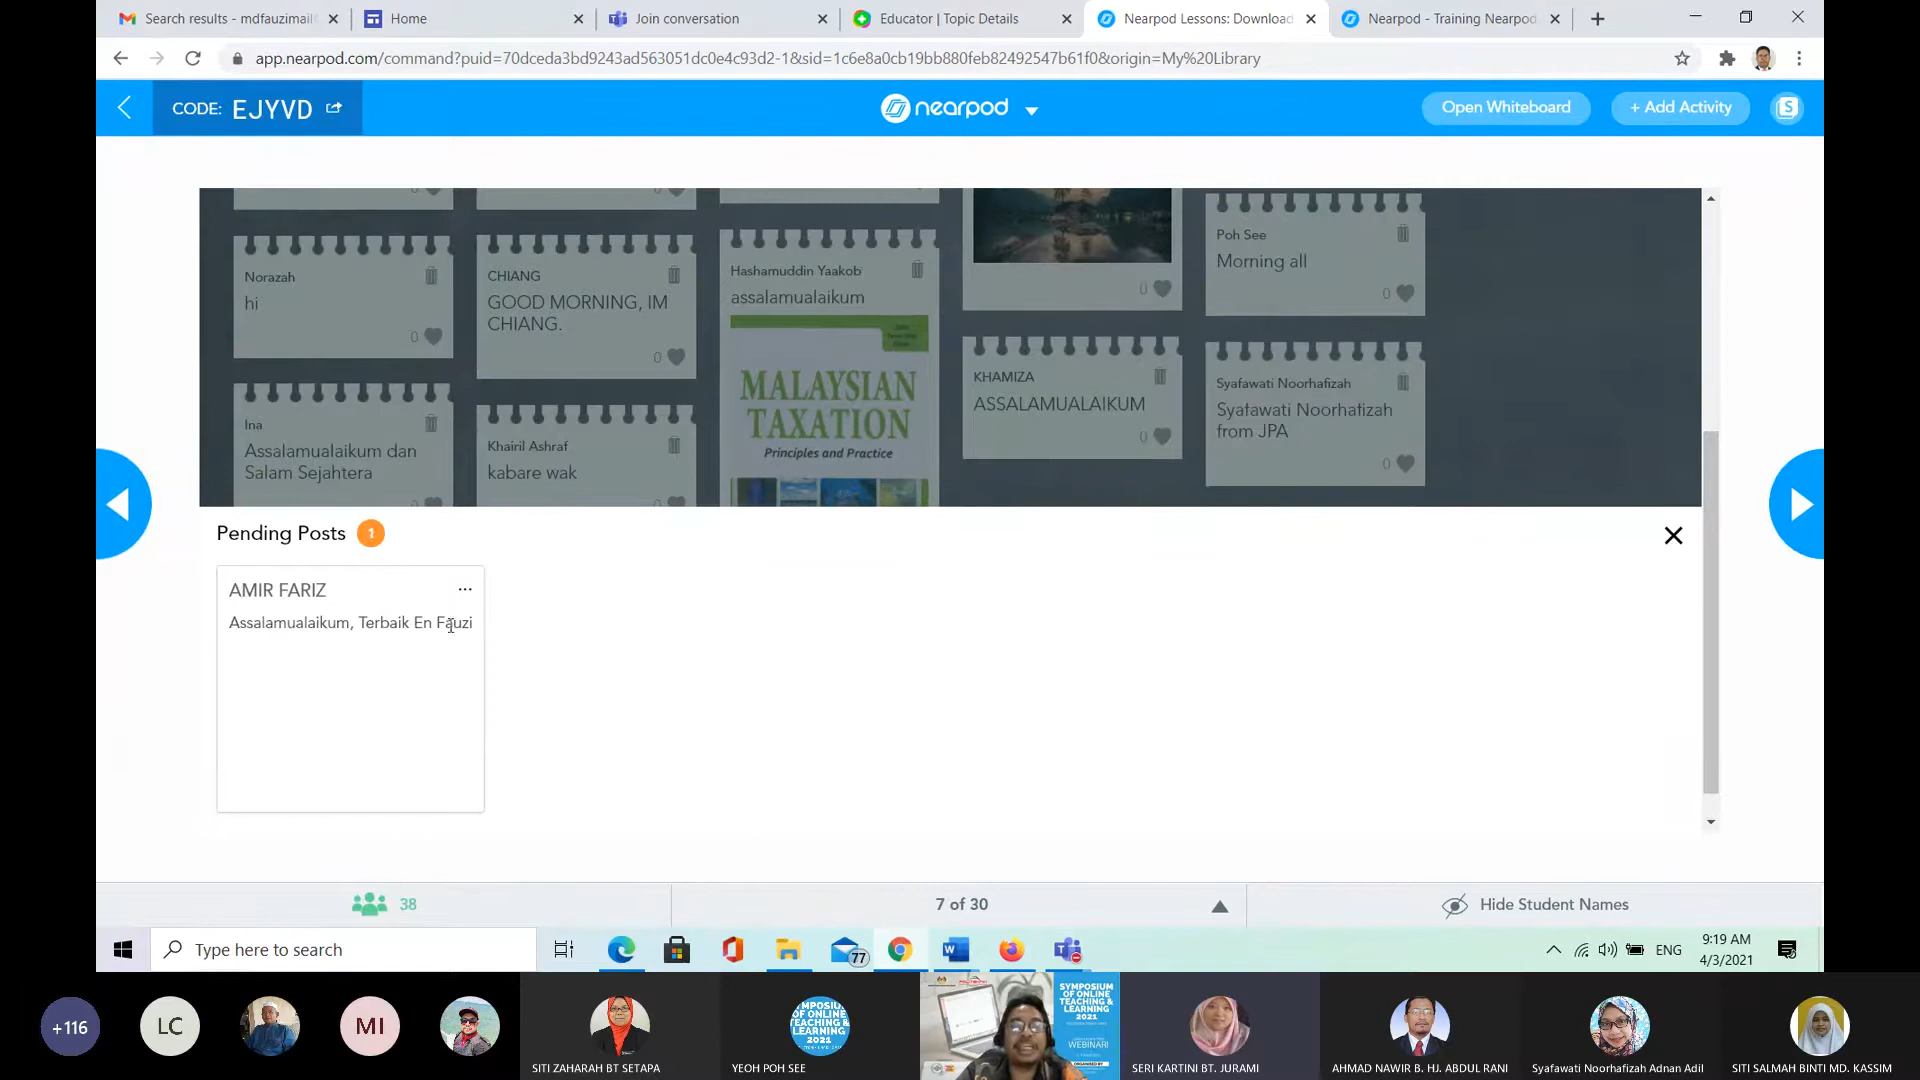 Search results - mdfauzimail
Home
Join conversation
Educator | Topic Details
Nearpod Lessons: Download
Nearpod - Training Nearpod
app.nearpod.com/command?puid=70dceda3bd9243ad563051dc0e4c93d2-1&sid=1c6e8a0cb19bb880feb82492547b61f0&origin=My%20Library
CODE: EJYVD
nearpod
Open Whiteboard
+ Add Activity
S
Norazah
hi
0
CHIANG
GOOD MORNING, IM
CHIANG.
0
Hashamuddin Yaakob
assalamualaikum
MALAYSIAN
TAXATION
Principles and Practice
0
Poh See
Morning all
0
Ina
Assalamualaikum dan
Salam Sejahtera
Khairil Ashraf
kabare wak
KHAMIZA
ASSALAMUALAIKUM
0
Syafawati Noorhafizah
Syafawati Noorhafizah
from JPA
0
Pending Posts 1
AMIR FARIZ
...
Assalamualaikum, Terbaik En Fauzi
38
7 of 30
Hide Student Names
Type here to search
77
ENG
9:19 AM
4/3/2021
+116
LC
MI
SITI ZAHARAH BT SETAPA
SYMPOSIUM
OF ONLINE
TEACHING &
LEARNING
2021
YEOH POH SEE
SYMPOSIUM
OF ONLINE
TEACHING &
LEARNING
2021
WEBINAR!
SERI KARTINI BT. JURAMI
AHMAD NAWIR B. HJ. ABDUL RANI
Syafawati Noorhafizah Adnan Adil
SITI SALMAH BINTI MD. KASSIM